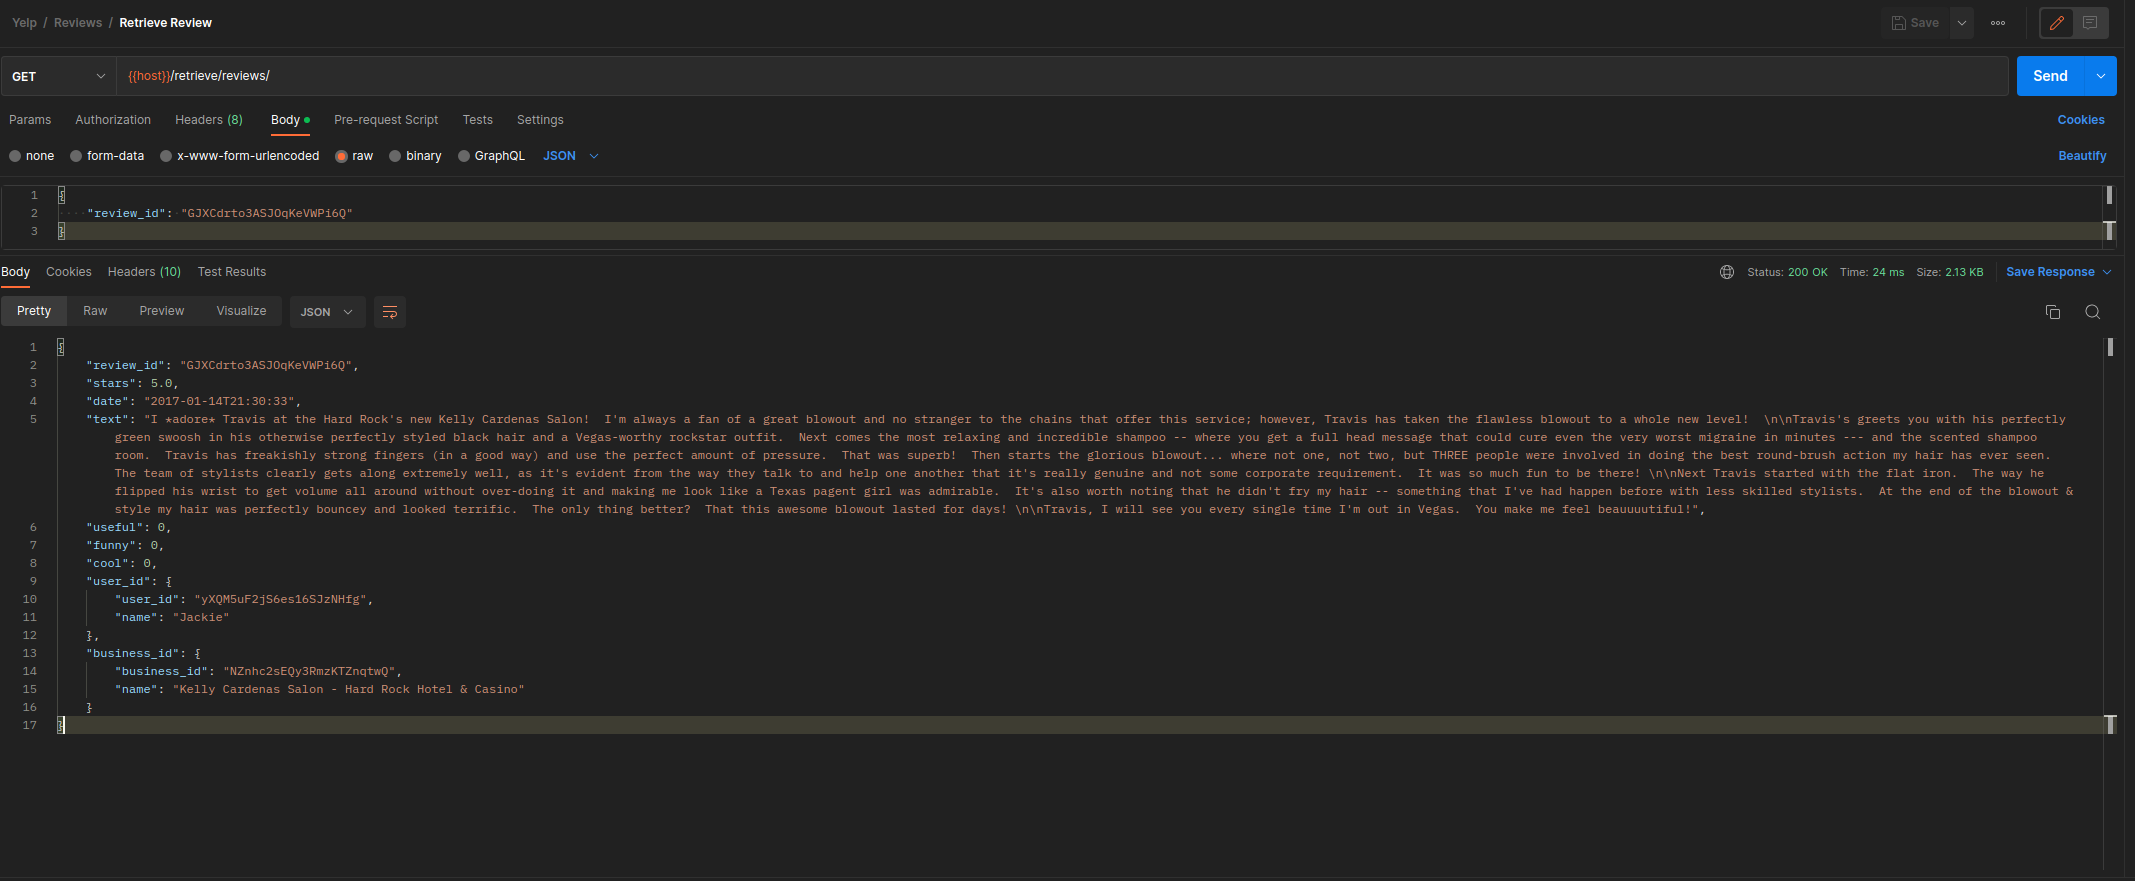 Yelp / Reviews / Retrieve Review
Save
GET
{{host}}/retrieve/reviews/
Send
Params Authorization Headers (8) Body Pre-request Script Tests Settings
Cookies
none form-data x-www-form-urlencoded raw binary GraphQL JSON
Beautify
1 {
2 "review_id": "GJXCdrto3ASJOqKeVWPi6Q"
3 }
Body Cookies Headers (10) Test Results
Status: 200 OK Time: 24 ms Size: 2.13 KB Save Response
Pretty Raw Preview Visualize JSON
1 {
2 "review_id": "GJXCdrto3ASJOqKeVWPi6Q",
3 "stars": 5.0,
4 "date": "2017-01-14T21:30:33",
5 "text": "I *adore* Travis at the Hard Rock's new Kelly Cardenas Salon!  I'm always a fan of a great blowout and no stranger to the chains that offer this service; however, Travis has taken the flawless blowout to a whole new level!  \n\nTravis's greets you with his perfectly
green swoosh in his otherwise perfectly styled black hair and a Vegas-worthy rockstar outfit.  Next comes the most relaxing and incredible shampoo -- where you get a full head message that could cure even the very worst migraine in minutes --- and the scented shampoo
room.  Travis has freakishly strong fingers (in a good way) and use the perfect amount of pressure.  That was superb!  Then starts the glorious blowout... where not one, not two, but THREE people were involved in doing the best round-brush action my hair has ever seen.
The team of stylists clearly gets along extremely well, as it's evident from the way they talk to and help one another that it's really genuine and not some corporate requirement.  It was so much fun to be there! \n\nNext Travis started with the flat iron.  The way he
flipped his wrist to get volume all around without over-doing it and making me look like a Texas pagent girl was admirable.  It's also worth noting that he didn't fry my hair -- something that I've had happen before with less skilled stylists.  At the end of the blowout &
style my hair was perfectly bouncey and looked terrific.  The only thing better?  That this awesome blowout lasted for days! \n\nTravis, I will see you every single time I'm out in Vegas.  You make me feel beauuuutiful!",
6 "useful": 0,
7 "funny": 0,
8 "cool": 0,
9 "user_id": {
10 "user_id": "yXQM5uF2jS6es16SJzNHfg",
11 "name": "Jackie"
12 },
13 "business_id": {
14 "business_id": "NZnhc2sEQy3RmzKTZnqtwQ",
15 "name": "Kelly Cardenas Salon - Hard Rock Hotel & Casino"
16 }
17 }